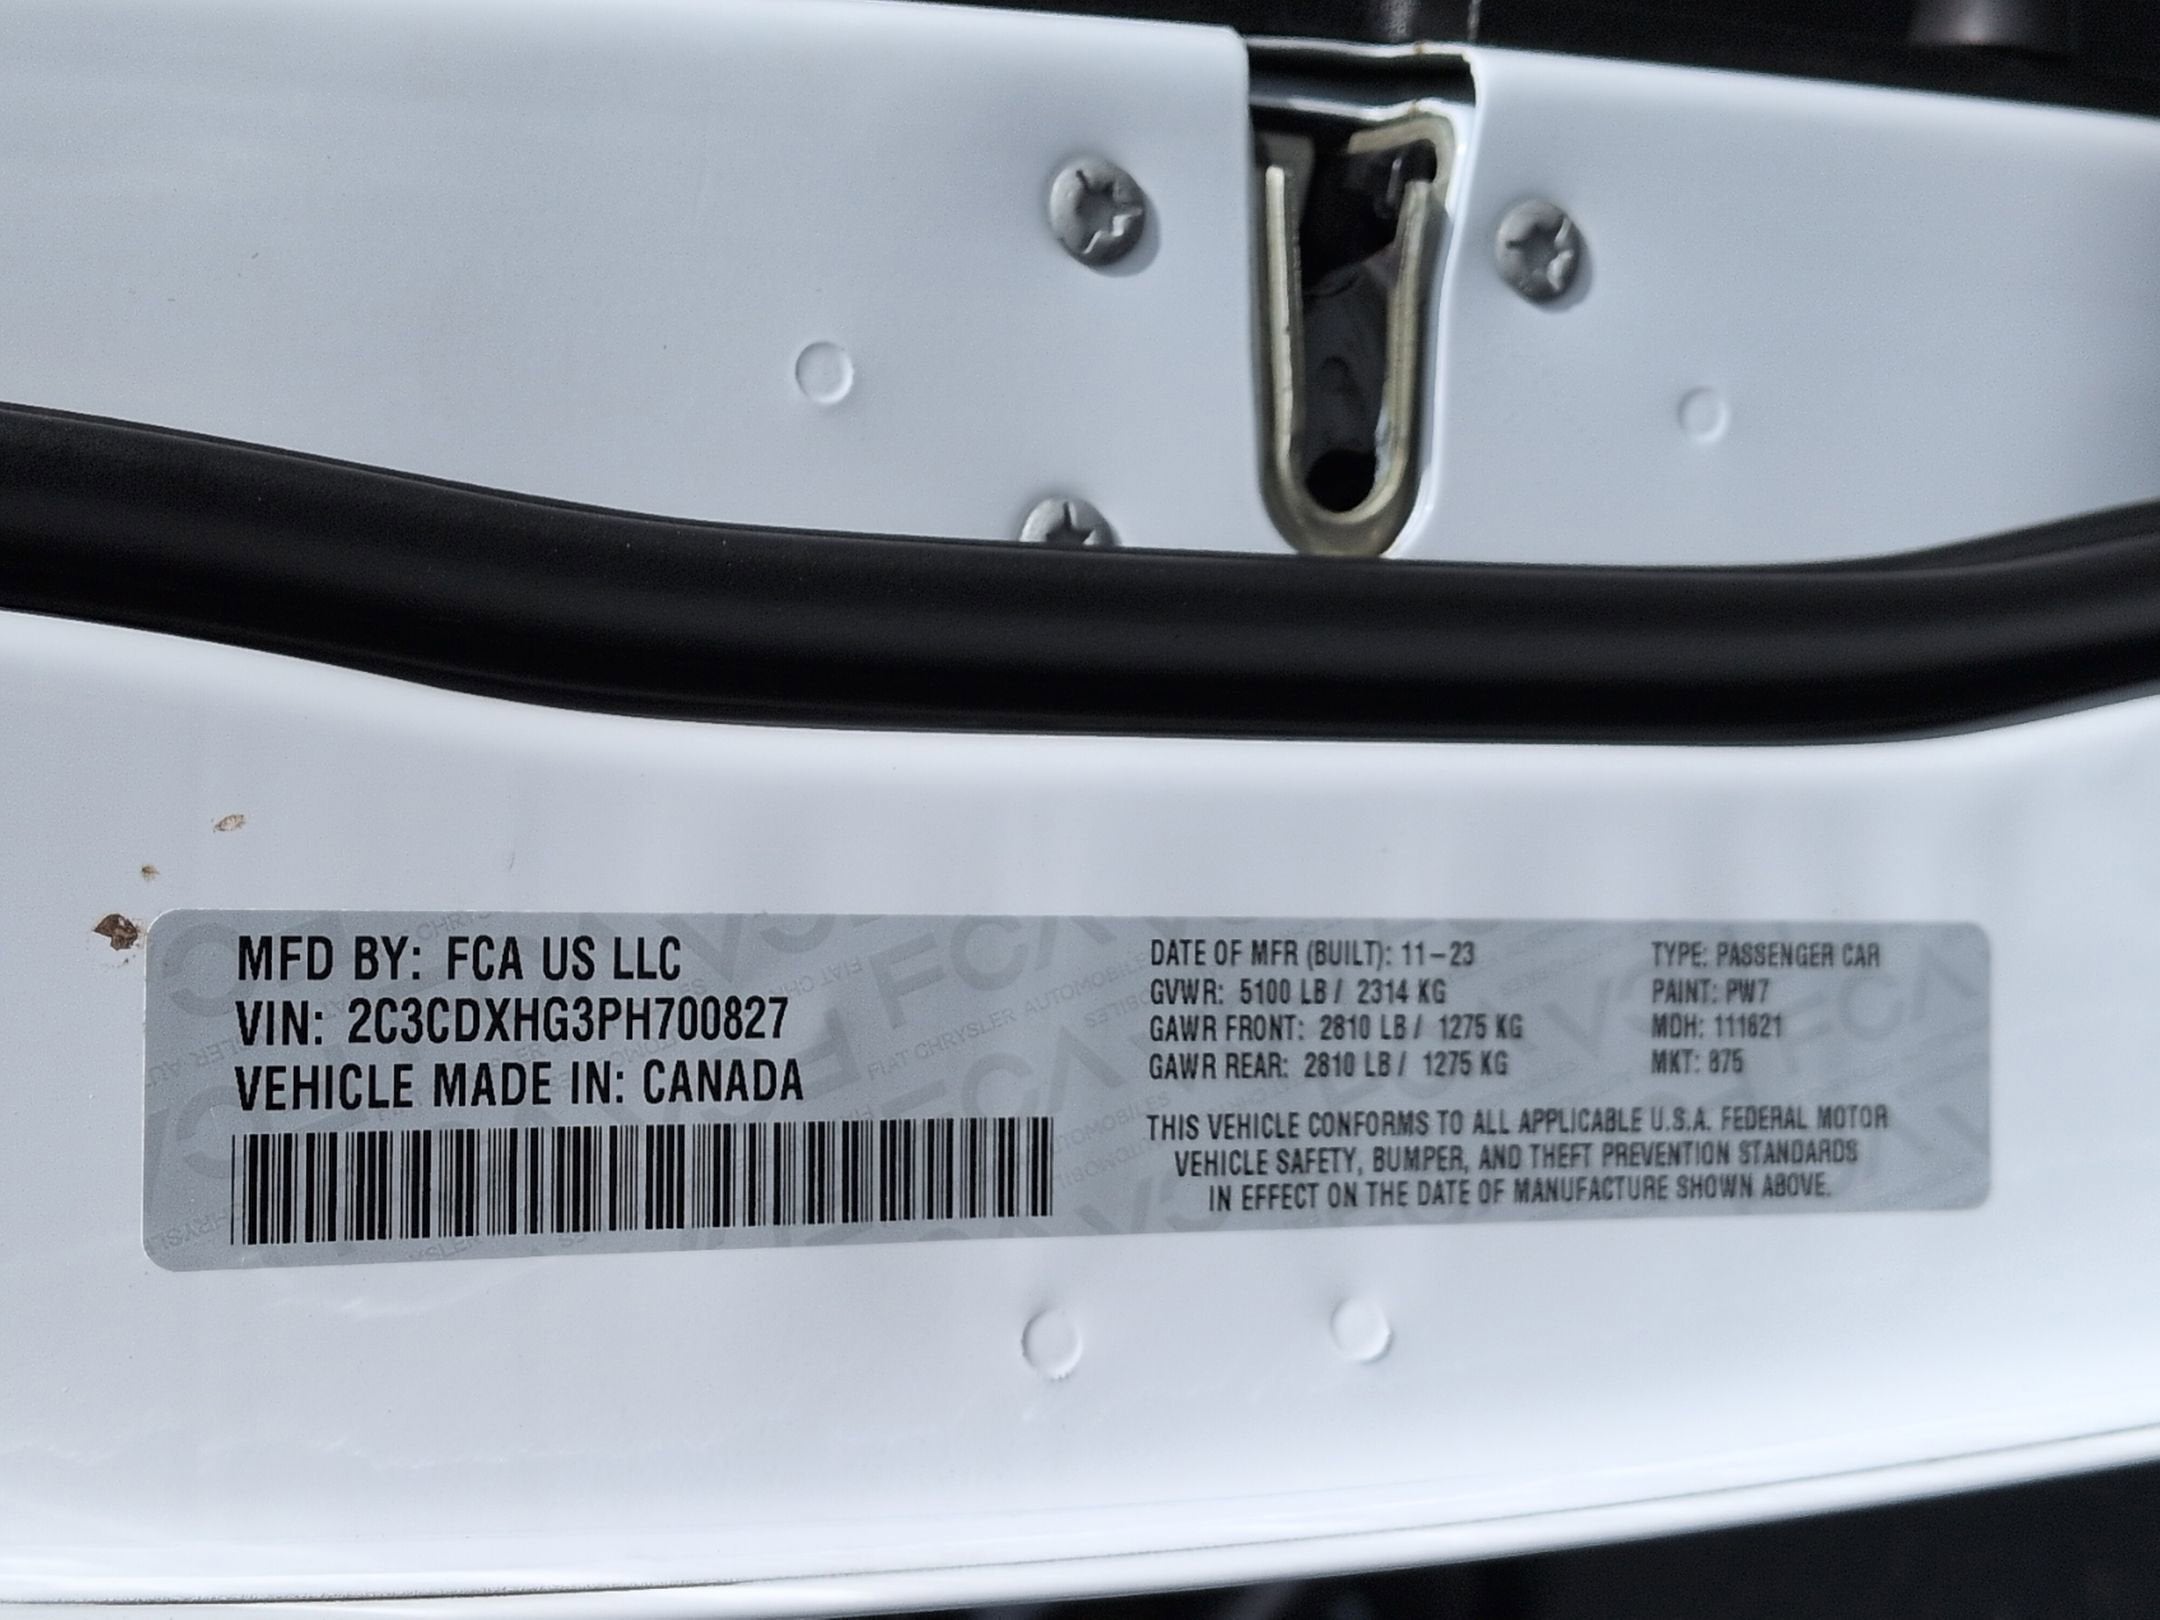 MFD BY: FCA US LLC
VIN: 2C3CDXHG3PH700827
VEHICLE MADE IN: CANADA
DATE OF MFR (BUILT): 11-23
GVWR: 5100 LB / 2314 KG
GAWR FRONT: 2810 LB / 1275 KG
GAWR REAR: 2810 LB / 1275 KG
TYPE: PASSENGER CAR
PAINT: PW7
MDH: 111621
MKT: 875
THIS VEHICLE CONFORMS TO ALL APPLICABLE U.S.A. FEDERAL MOTOR
VEHICLE SAFETY, BUMPER, AND THEFT PREVENTION STANDARDS
IN EFFECT ON THE DATE OF MANUFACTURE SHOWN ABOVE.